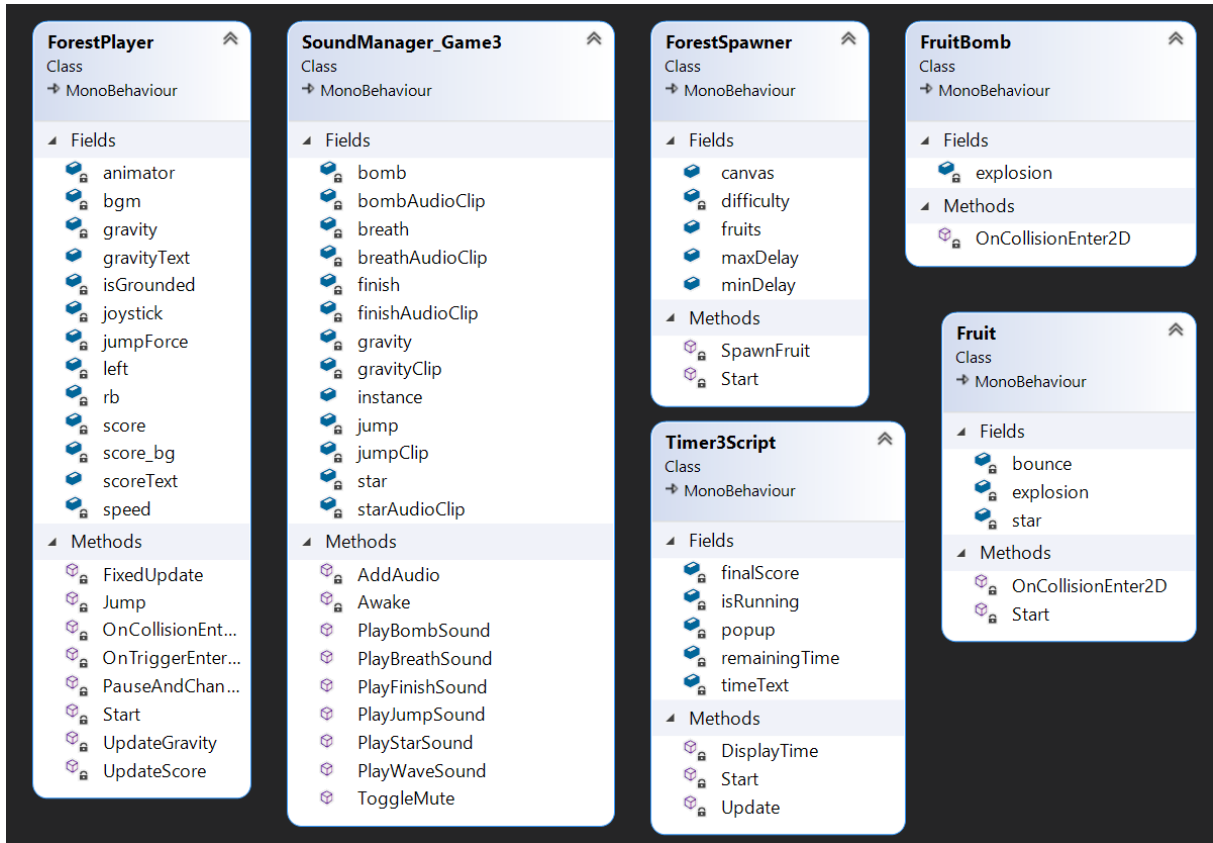 ForestPlayer
Class
MonoBehaviour
Fields
animator
bgm
gravity
gravityText
isGrounded
joystick
jumpForce
left
rb
score
score_bg
scoreText
speed
Methods
FixedUpdate
Jump
OnCollisionEnt...
OnTriggerEnter...
PauseAndChan...
Start
UpdateGravity
UpdateScore
SoundManager_Game3
Class
MonoBehaviour
Fields
bomb
bombAudioClip
breath
breathAudioClip
finish
finishAudioClip
gravity
gravityClip
instance
jump
jumpClip
star
starAudioClip
Methods
AddAudio
Awake
PlayBombSound
PlayBreathSound
PlayFinishSound
PlayJumpSound
PlayStarSound
PlayWaveSound
ToggleMute
ForestSpawner
Class
MonoBehaviour
Fields
canvas
difficulty
fruits
maxDelay
minDelay
Methods
SpawnFruit
Start
Timer3Script
Class
MonoBehaviour
Fields
finalScore
isRunning
popup
remainingTime
timeText
Methods
DisplayTime
Start
Update
FruitBomb
Class
MonoBehaviour
Fields
explosion
Methods
OnCollisionEnter2D
Fruit
Class
MonoBehaviour
Fields
bounce
explosion
star
Methods
OnCollisionEnter2D
Start